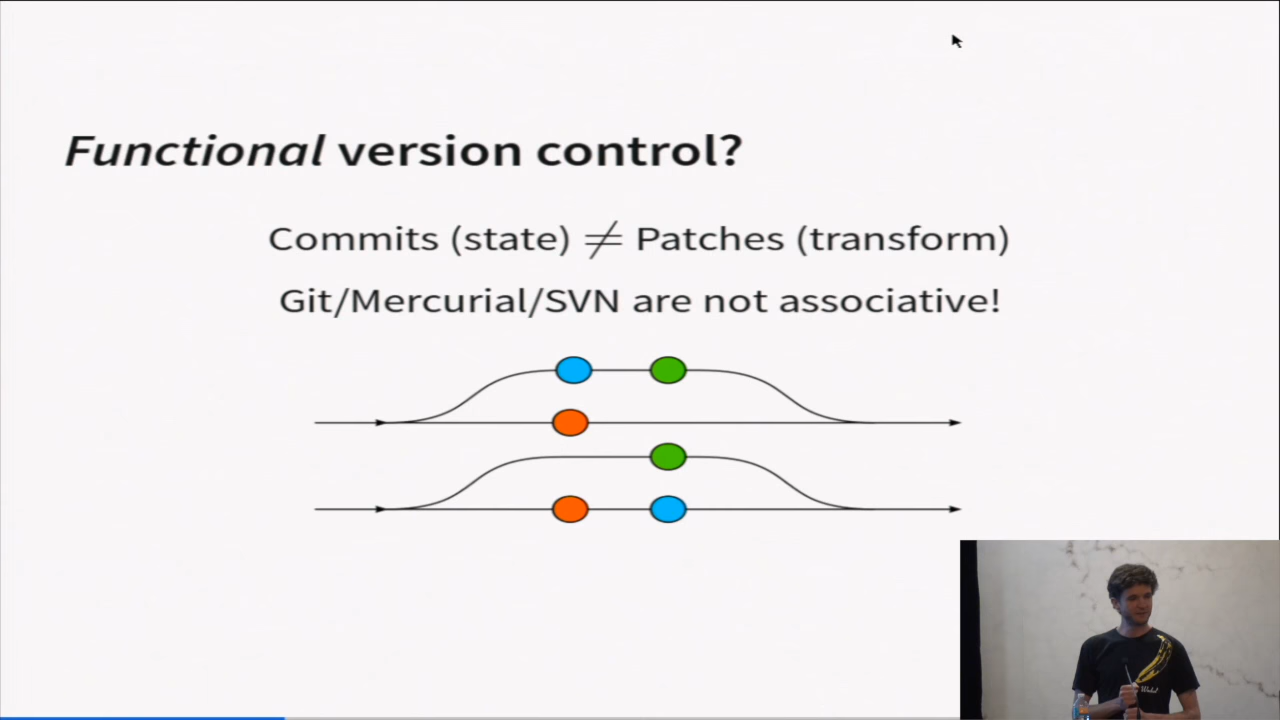 Functional version control?
Commits (state) ≠ Patches (transform)
Git/Mercurial/SVN are not associative!